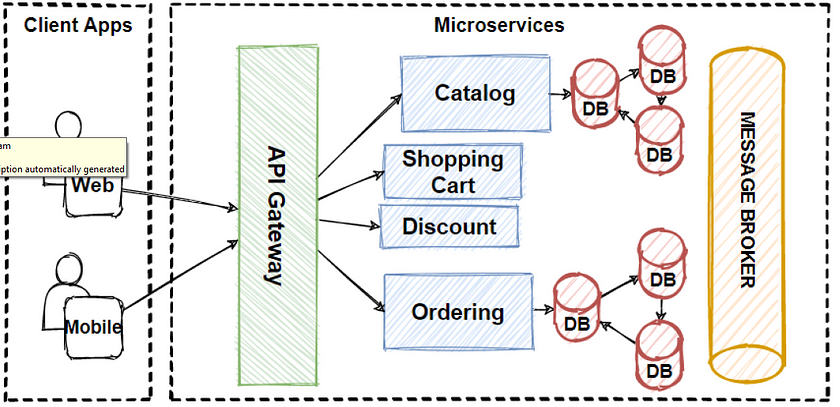 Client Apps
Microservices
am
ption automatically generated
Web
Mobile
API Gateway
Catalog
Shopping
Cart
Discount
Ordering
DB
DB
DB
DB
DB
DB
MESSAGE BROKER